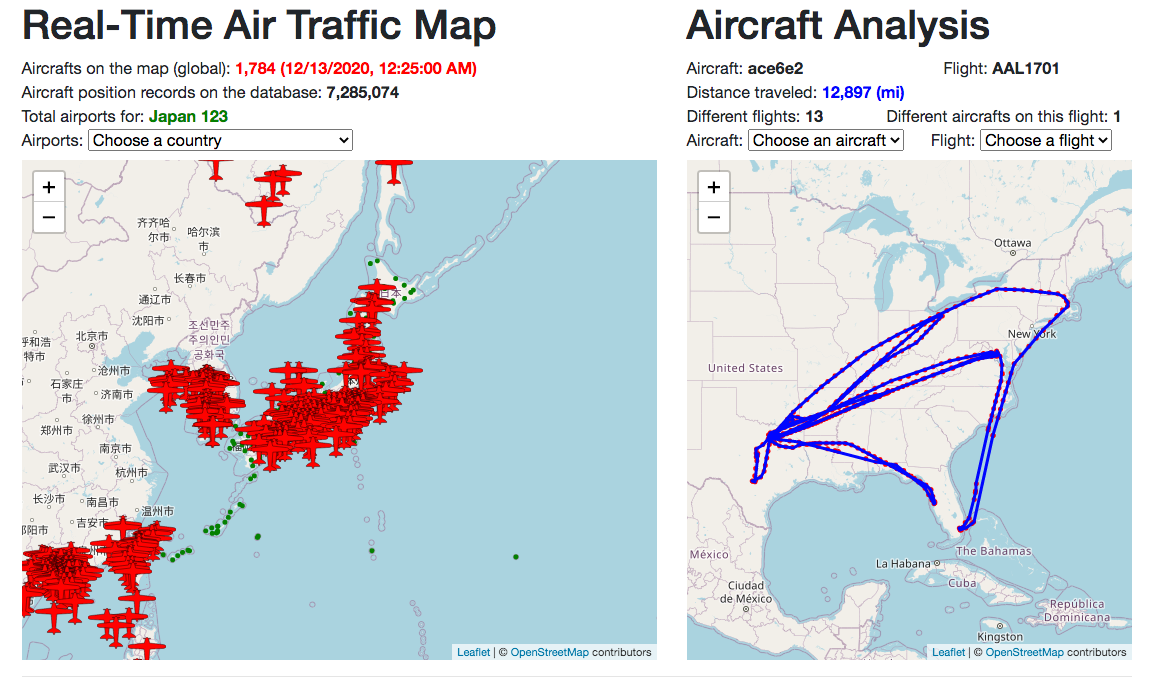 Real-Time Air Traffic Map
Aircrafts on the map (global): 1,784 (12/13/2020, 12:25:00 AM)
Aircraft position records on the database: 7,285,074
Total airports for: Japan 123
Airports: Choose a country
+
−
齐齐哈
尔市
哈尔滨
市
长春市
通辽市
沈阳市
조선민주
주의인민
공화국
北京市
呼和浩
特市
沧州市
石家庄
市
济南市
徐州市
郑州市
南京市
武汉市
杭州市
长沙市
南昌市
温州市
吉安市
日本
Leaflet | © OpenStreetMap contributors
Aircraft Analysis
Aircraft: ace6e2 Flight: AAL1701
Distance traveled: 12,897 (mi)
Different flights: 13 Different aircrafts on this flight: 1
Aircraft: Choose an aircraft Flight: Choose a flight
+
−
Ottawa
New York
United States
México
The Bahamas
La Habana
Cuba
Ciudad
de México
República
Dominicana
Kingston
Leaflet | © OpenStreetMap contributors